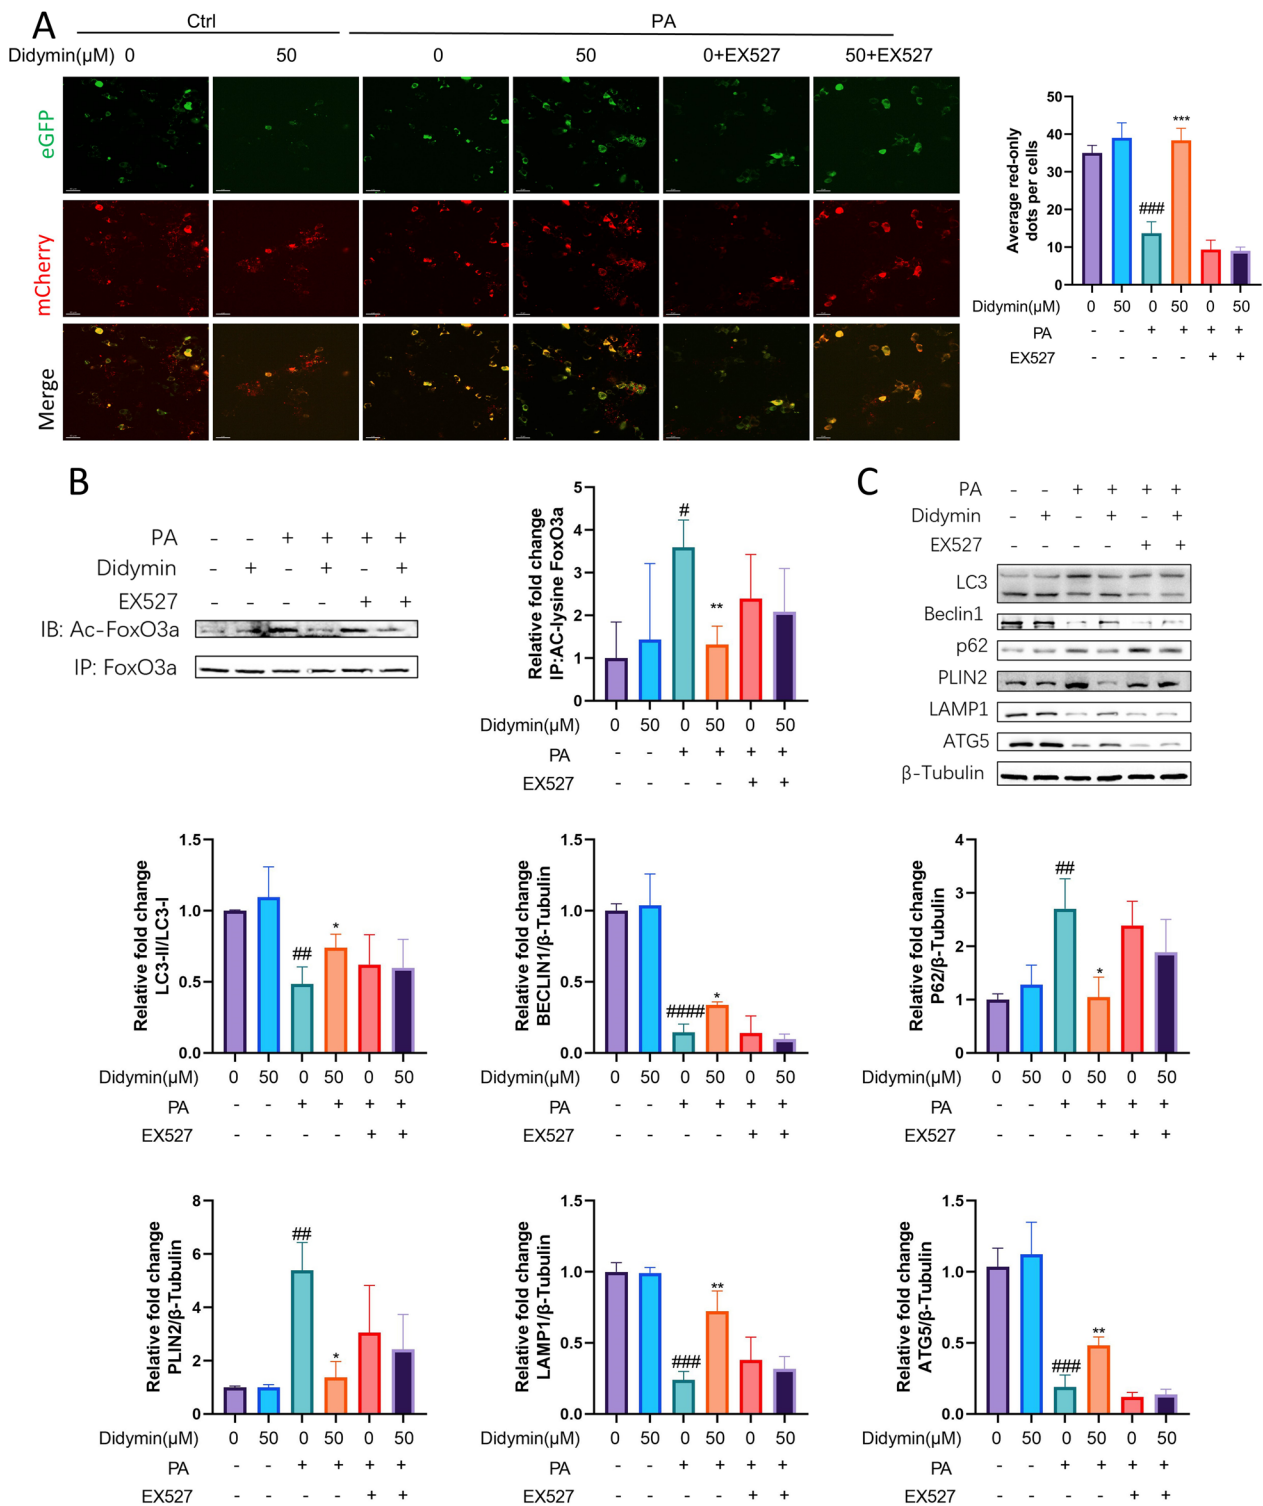 A
Ctrl
PA
Didymin(μM) 0 50 0 50 0+EX527 50+EX527
eGFP
mCherry
Merge
Average red-only
dots per cells
50
40
30
20
10
0
###
***
Didymin(μM) 0 50 0 50 0 50
PA - - + + + +
EX527 - - - - + +
B
PA - - + + + +
Didymin - + - + - +
EX527 - - - - + +
IB: Ac-FoxO3a
IP: FoxO3a
Relative fold change
IP:AC-lysine FoxO3a
5
4
3
2
1
0
#
**
Didymin(μM) 0 50 0 50 0 50
PA - - + + + +
EX527 - - - - + +
C
PA - - + + + +
Didymin - + - + - +
EX527 - - - - + +
LC3
Beclin1
p62
PLIN2
LAMP1
ATG5
β-Tubulin
Relative fold change
LC3-II/LC3-I
1.5
1.0
0.5
0.0
##
*
Didymin(μM) 0 50 0 50 0 50
PA - - + + + +
EX527 - - - - + +
Relative fold change
BECLIN1/β-Tubulin
1.5
1.0
0.5
0.0
####
*
Didymin(μM) 0 50 0 50 0 50
PA - - + + + +
EX527 - - - - + +
Relative fold change
P62/β-Tubulin
4
3
2
1
0
##
*
Didymin(μM) 0 50 0 50 0 50
PA - - + + + +
EX527 - - - - + +
Relative fold change
PLIN2/β-Tubulin
8
6
4
2
0
##
*
Didymin(μM) 0 50 0 50 0 50
PA - - + + + +
EX527 - - - - + +
Relative fold change
LAMP1/β-Tubulin
1.5
1.0
0.5
0.0
###
**
Didymin(μM) 0 50 0 50 0 50
PA - - + + + +
EX527 - - - - + +
Relative fold change
ATG5/β-Tubulin
1.5
1.0
0.5
0.0
###
**
Didymin(μM) 0 50 0 50 0 50
PA - - + + + +
EX527 - - - - + +